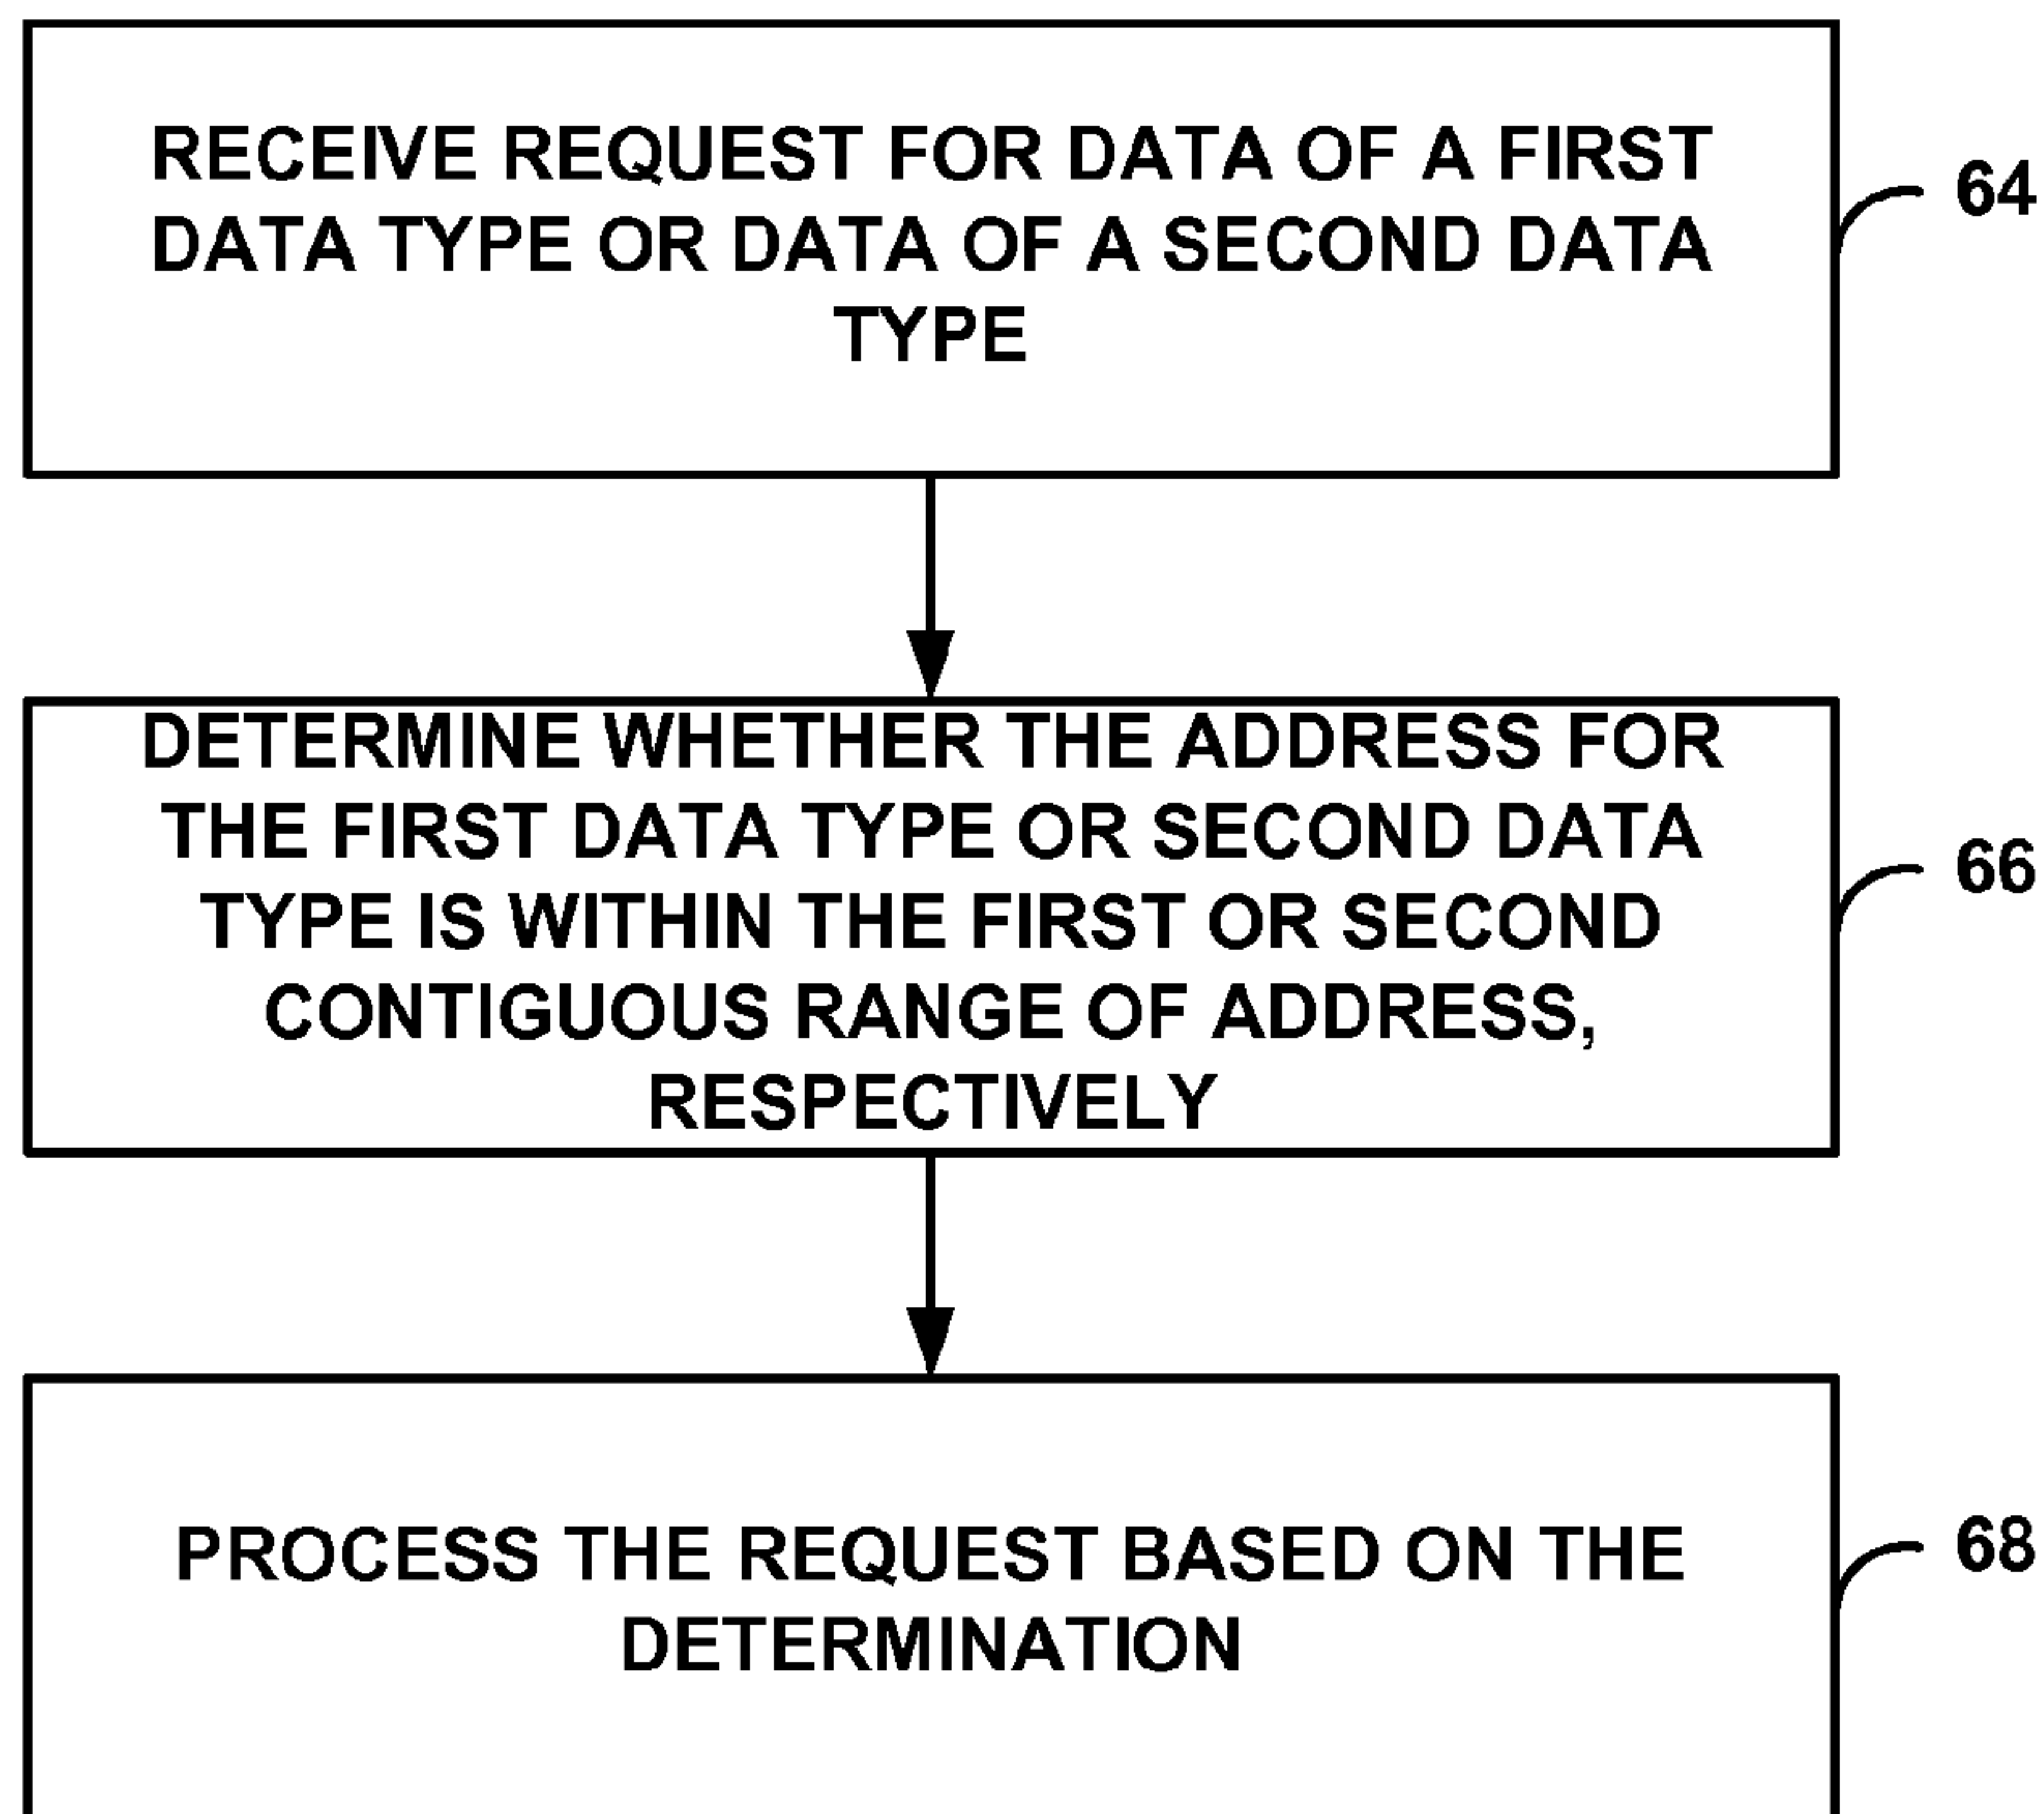 RECEIVE REQUEST FOR DATA OF A FIRST
DATA TYPE OR DATA OF A SECOND DATA
TYPE
64
DETERMINE WHETHER THE ADDRESS FOR
THE FIRST DATA TYPE OR SECOND DATA
TYPE IS WITHIN THE FIRST OR SECOND
CONTIGUOUS RANGE OF ADDRESS,
RESPECTIVELY
66
PROCESS THE REQUEST BASED ON THE
DETERMINATION
68